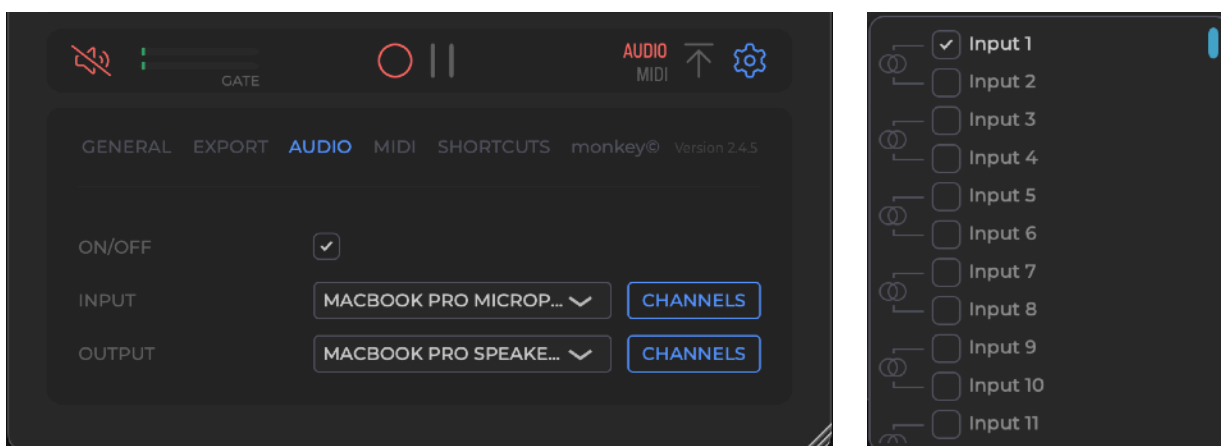 GATE
AUDIO
MIDI
GENERAL EXPORT AUDIO MIDI SHORTCUTS monkey© Version 2.4.5
ON/OFF
INPUT MACBOOK PRO MICROP... CHANNELS
OUTPUT MACBOOK PRO SPEAKE... CHANNELS
Input 1
Input 2
Input 3
Input 4
Input 5
Input 6
Input 7
Input 8
Input 9
Input 10
Input 11